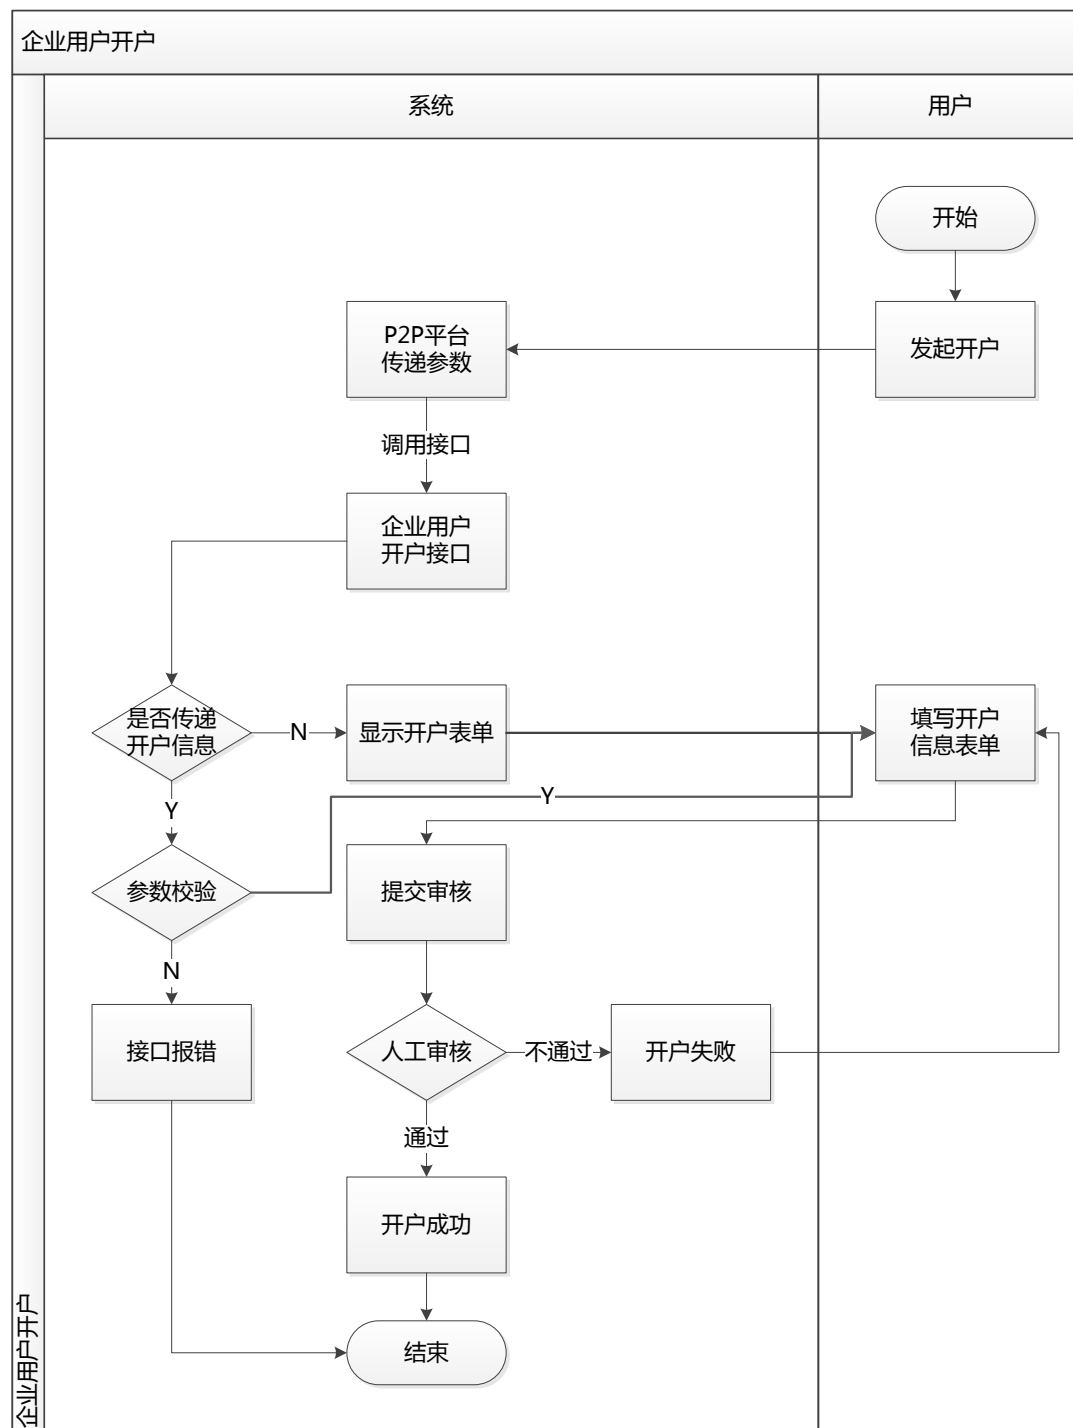 企业用户开户
系统
用户
开始
P2P平台
传递参数
发起开户
调用接口
企业用户
开户接口
是否传递
开户信息
N
显示开户表单
填写开户
信息表单
Y
Y
参数校验
提交审核
N
接口报错
人工审核
不通过
开户失败
通过
开户成功
结束
企业用户开户